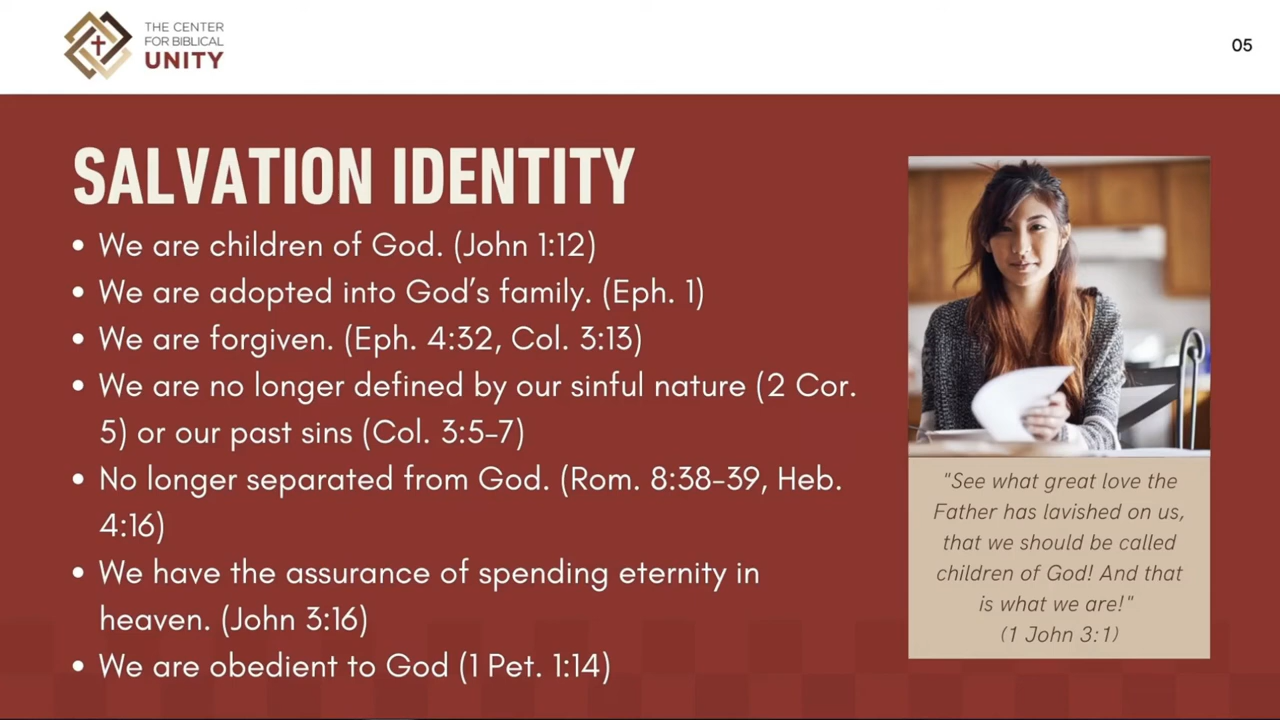 THE CENTER
FOR BIBLICAL
UNITY
05
SALVATION IDENTITY
• We are children of God. (John 1:12)
• We are adopted into God's family. (Eph. 1)
• We are forgiven. (Eph. 4:32, Col. 3:13)
• We are no longer defined by our sinful nature (2 Cor.
5) or our past sins (Col. 3:5-7)
• No longer separated from God. (Rom. 8:38-39, Heb.
4:16)
• We have the assurance of spending eternity in
heaven. (John 3:16)
• We are obedient to God (1 Pet. 1:14)
"See what great love the
Father has lavished on us,
that we should be called
children of God! And that
is what we are!"
(1 John 3:1)